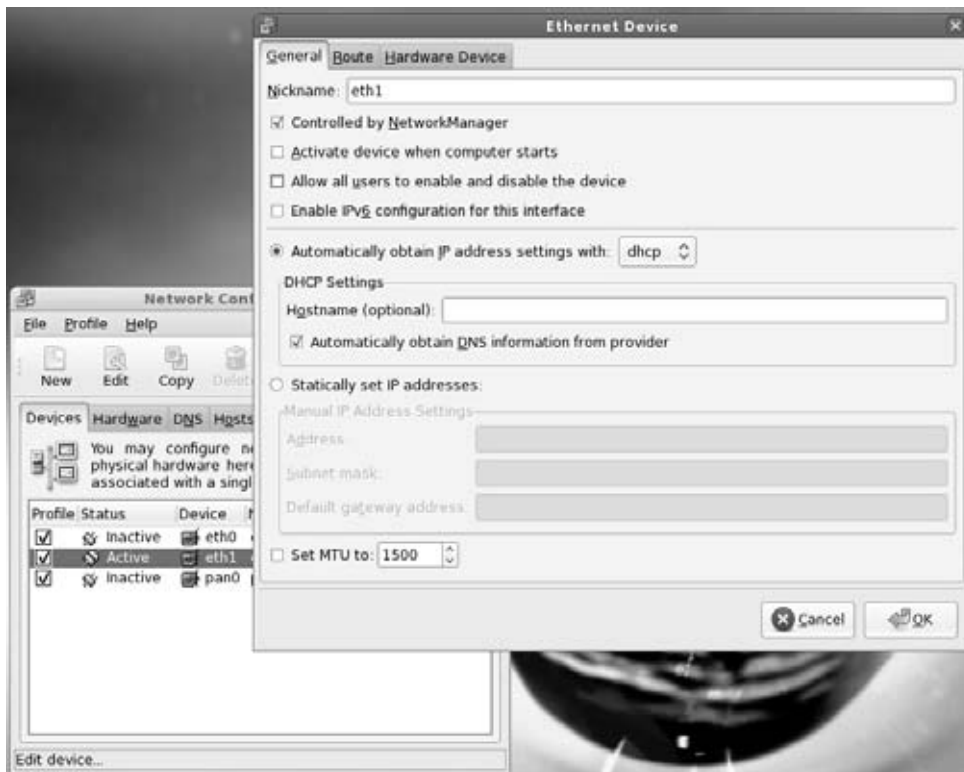 Ethernet Device
General Route Hardware Device
Nickname: eth1
Controlled by NetworkManager
Activate device when computer starts
Allow all users to enable and disable the device
Enable IPv6 configuration for this interface
Automatically obtain IP address settings with: dhcp
DHCP Settings
Hostname (optional):
Automatically obtain DNS information from provider
Statically set IP addresses:
Manual IP Address Settings
Address:
Subnet mask:
Default gateway address:
Set MTU to: 1500
Cancel OK
Network Conf
File Profile Help
New Edit Copy Delet
Devices Hardware DNS Hosts
You may configure ne
physical hardware here
associated with a singl
Profile Status Device
Inactive eth0
Active eth1
Inactive pan0
Edit device...